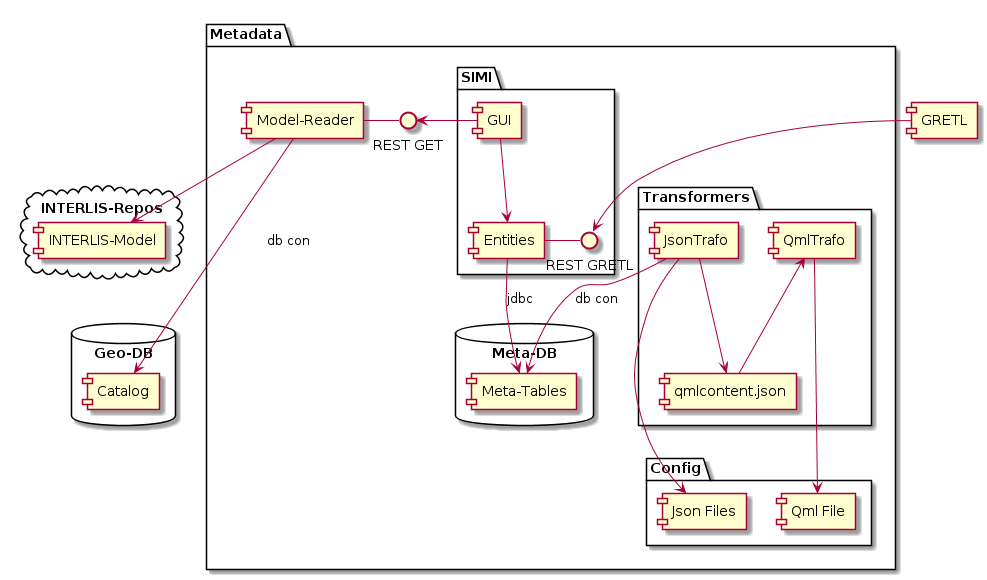 Metadata
SIMI
Model-Reader
GUI
GRETL
REST GET
Transformers
INTERLIS-Repos
INTERLIS-Model
db con
Entities
JsonTrafo
QmlTrafo
REST GRETL
jdbc
db con
Geo-DB
Meta-DB
Catalog
Meta-Tables
qmlcontent.json
Config
Json Files
Qml File